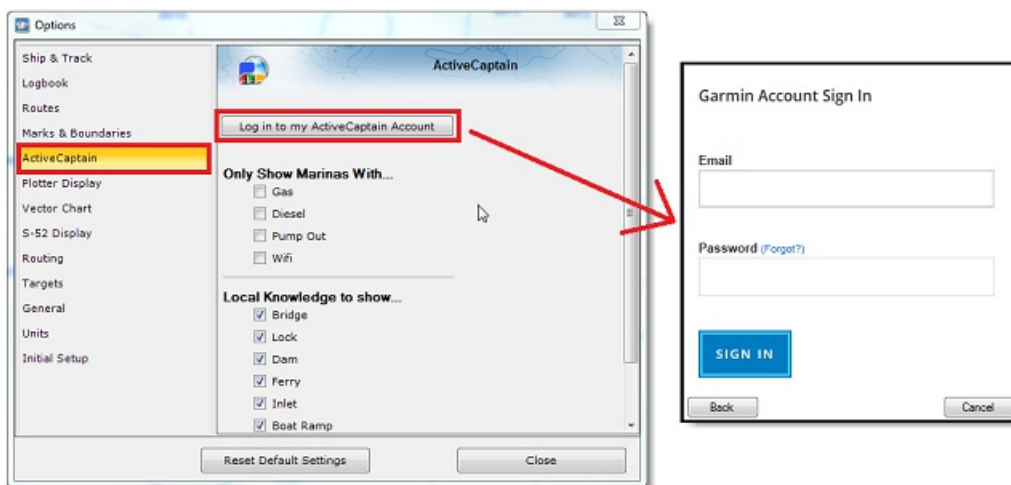 Options
Ship & Track
Logbook
Routes
Marks & Boundaries
ActiveCaptain
Plotter Display
Vector Chart
S-52 Display
Routing
Targets
General
Units
Initial Setup
ActiveCaptain
Log in to my ActiveCaptain Account
Only Show Marinas With...
Gas
Diesel
Pump Out
Wifi
Local Knowledge to show...
Bridge
Lock
Dam
Ferry
Inlet
Boat Ramp
Reset Default Settings
Close
Garmin Account Sign In
Email
Password (Forgot?)
SIGN IN
Back
Cancel